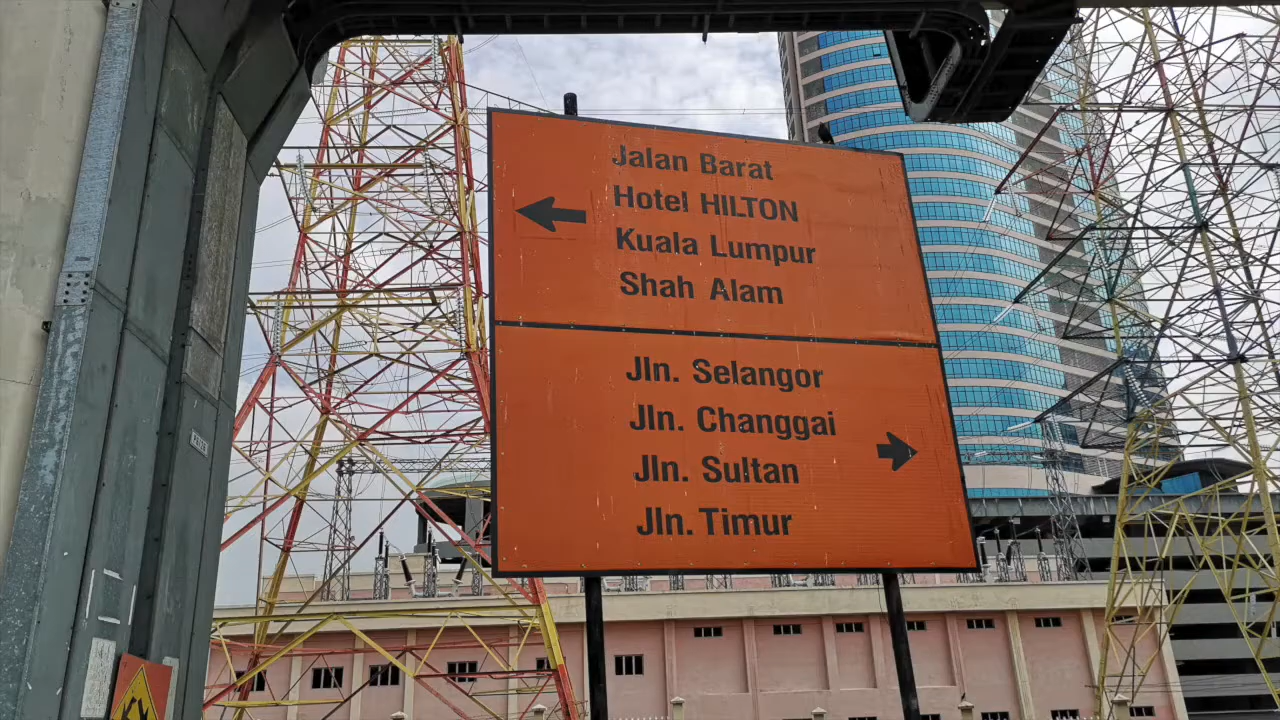 Jalan Barat
Hotel HILTON
Kuala Lumpur
Shah Alam
Jln. Selangor
Jln. Changgai
Jln. Sultan
Jln. Timur